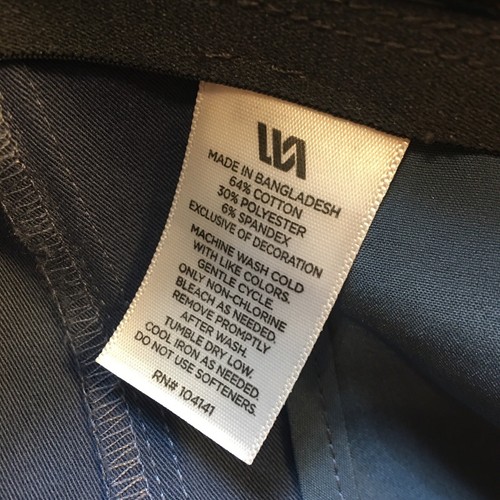 MADE IN BANGLADESH
64% COTTON
30% POLYESTER
6% SPANDEX
EXCLUSIVE OF DECORATION
MACHINE WASH COLD
WITH LIKE COLORS.
GENTLE CYCLE.
ONLY NON-CHLORINE
BLEACH AS NEEDED.
REMOVE PROMPTLY
AFTER WASH.
TUMBLE DRY LOW.
COOL IRON AS NEEDED.
DO NOT USE SOFTENERS.
RN# 104141